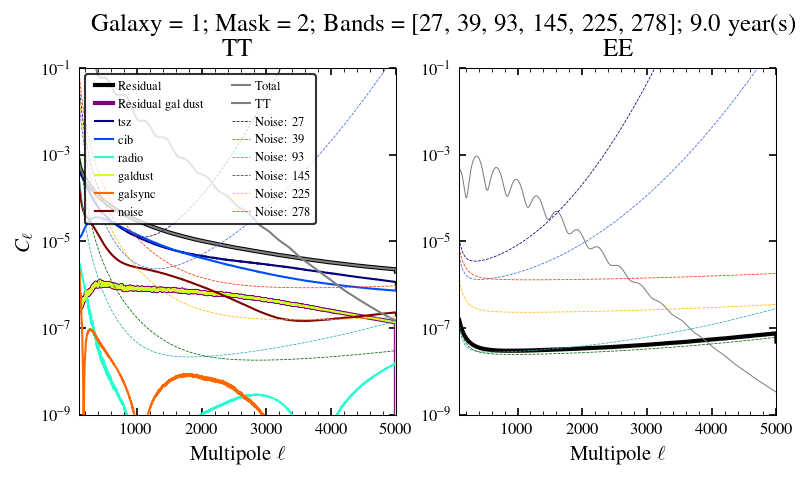 Galaxy = 1; Mask = 2; Bands = [27, 39, 93, 145, 225, 278]; 9.0 year(s)
TT
EE
10⁻¹
10⁻³
10⁻⁵
10⁻⁷
10⁻⁹
C_ℓ
Residual
Residual gal dust
tsz
cib
radio
galdust
galsync
noise
Total
TT
Noise: 27
Noise: 39
Noise: 93
Noise: 145
Noise: 225
Noise: 278
1000 2000 3000 4000 5000
Multipole ℓ
10⁻¹
10⁻³
10⁻⁵
10⁻⁷
10⁻⁹
1000 2000 3000 4000 5000
Multipole ℓ